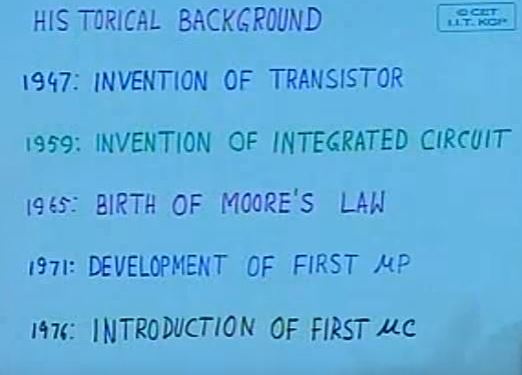 HISTORICAL BACKGROUND
© CET
I.I.T. KGP
1947: INVENTION OF TRANSISTOR
1959: INVENTION OF INTEGRATED CIRCUIT
1965: BIRTH OF MOORE'S LAW
1971: DEVELOPMENT OF FIRST μP
1976: INTRODUCTION OF FIRST μC